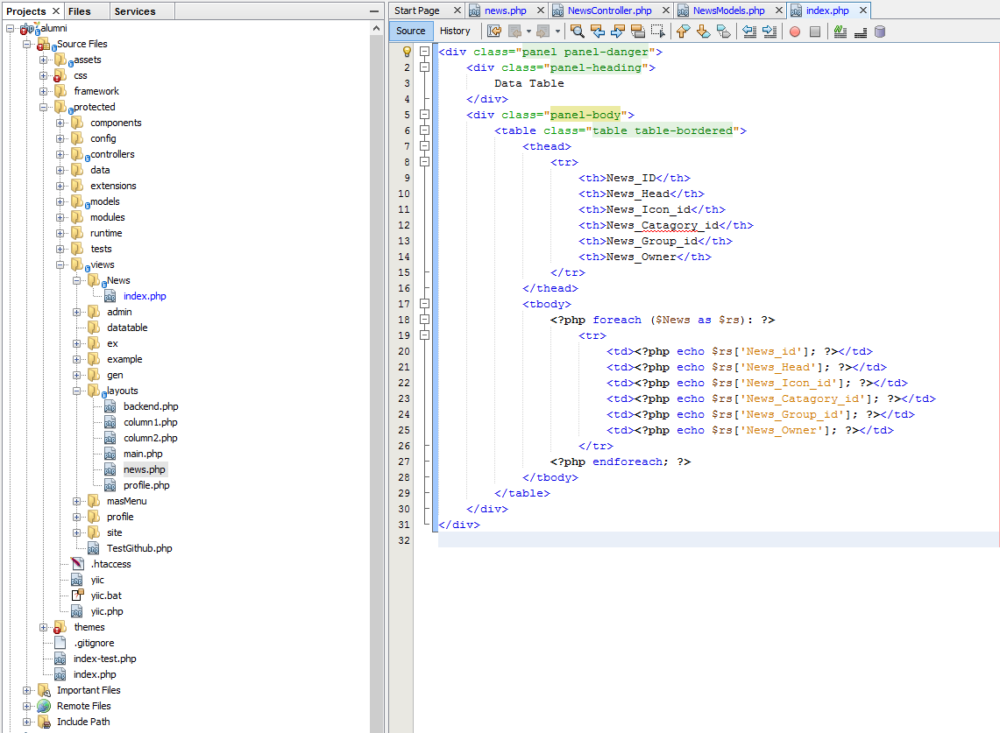 Projects
Files
Services
alumni
Source Files
assets
css
framework
protected
components
config
controllers
data
extensions
models
modules
runtime
tests
views
News
index.php
admin
datatable
ex
example
gen
layouts
backend.php
column1.php
column2.php
main.php
news.php
profile.php
masMenu
profile
site
TestGithub.php
.htaccess
yiic
yiic.bat
yiic.php
themes
.gitignore
index-test.php
index.php
Important Files
Remote Files
Include Path
Start Page news.php NewsController.php NewsModels.php index.php
Source History
<div class="panel panel-danger">
2 <div class="panel-heading">
3 Data Table
4 </div>
5 <div class="panel-body">
6 <table class="table table-bordered">
7 <thead>
8 <tr>
9 <th>News_ID</th>
10 <th>News_Head</th>
11 <th>News_Icon_id</th>
12 <th>News_Catagory_id</th>
13 <th>News_Group_id</th>
14 <th>News_Owner</th>
15 </tr>
16 </thead>
17 <tbody>
18 <?php foreach ($News as $rs): ?>
19 <tr>
20 <td><?php echo $rs['News_id']; ?></td>
21 <td><?php echo $rs['News_Head']; ?></td>
22 <td><?php echo $rs['News_Icon_id']; ?></td>
23 <td><?php echo $rs['News_Catagory_id']; ?></td>
24 <td><?php echo $rs['News_Group_id']; ?></td>
25 <td><?php echo $rs['News_Owner']; ?></td>
26 </tr>
27 <?php endforeach; ?>
28 </tbody>
29 </table>
30 </div>
31 </div>
32